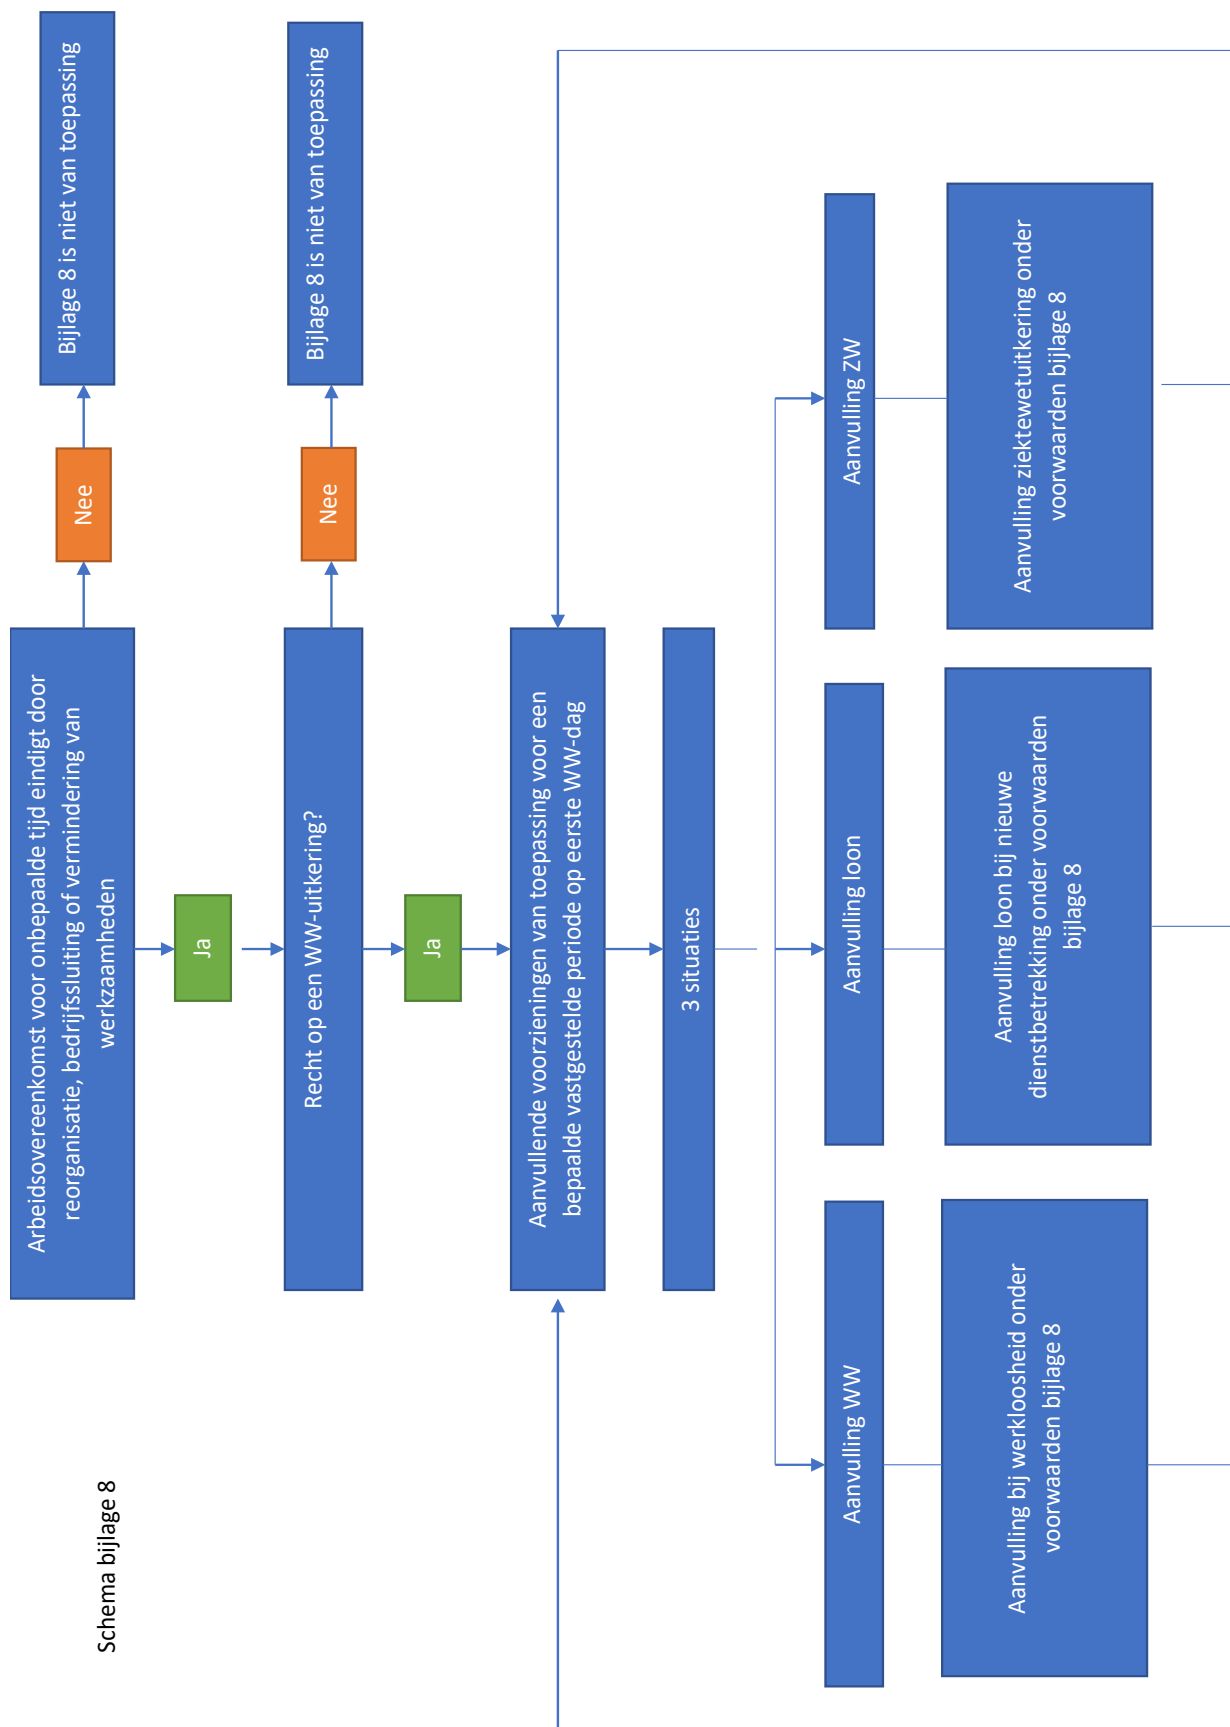 Schema bijlage 8
Arbeidsovereenkomst voor onbepaalde tijd eindigt door
reorganisatie, bedrijfssluiting of vermindering van
werkzaamheden
Nee
Bijlage 8 is niet van toepassing
Ja
Recht op een WW-uitkering?
Nee
Bijlage 8 is niet van toepassing
Ja
Aanvullende voorzieningen van toepassing voor een
bepaalde vastgestelde periode op eerste WW-dag
3 situaties
Aanvulling WW
Aanvulling loon
Aanvulling ZW
Aanvulling bij werkloosheid onder
voorwaarden bijlage 8
Aanvulling loon bij nieuwe
dienstbetrekking onder voorwaarden
bijlage 8
Aanvulling ziektewetuitkering onder
voorwaarden bijlage 8